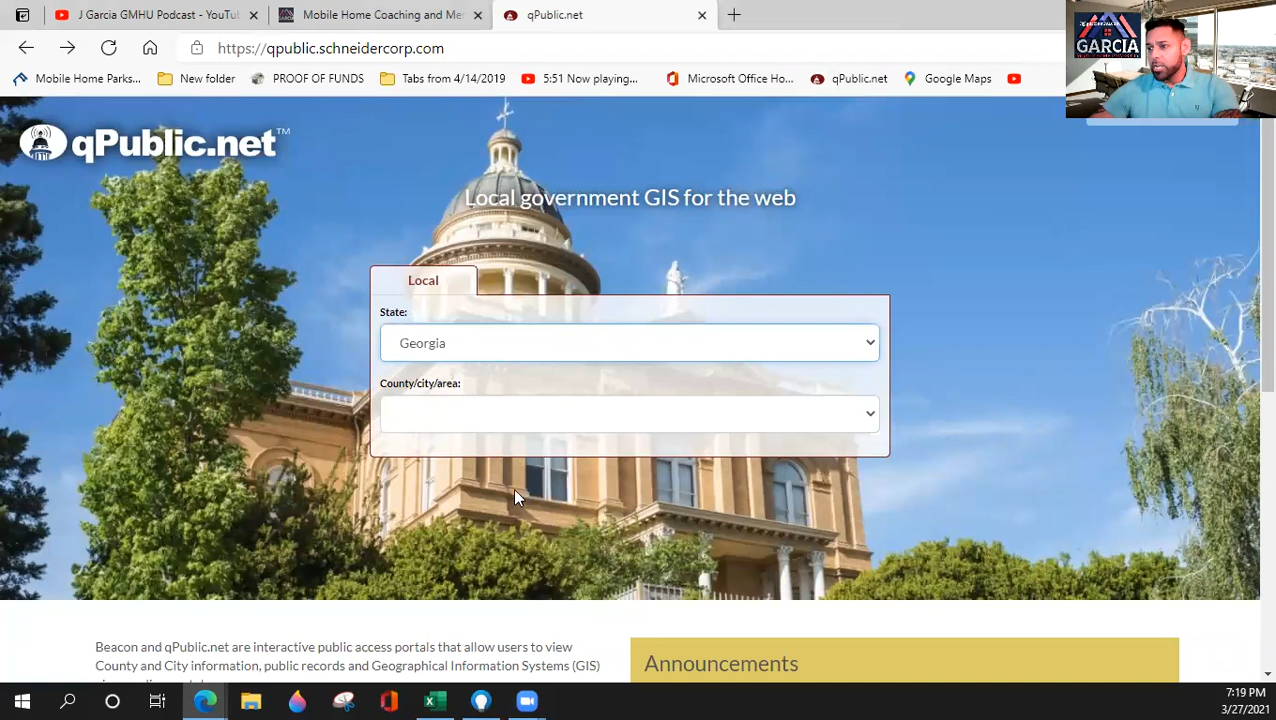 J Garcia GMHU Podcast - YouTu
Mobile Home Coaching and Me
qPublic.net
https://qpublic.schneidercorp.com
Mobile Home Parks...
New folder
PROOF OF FUNDS
Tabs from 4/14/2019
5:51 Now playing...
Microsoft Office Ho...
qPublic.net
Google Maps
GARCIA
qPublic.net™
Local government GIS for the web
Local
State:
Georgia
County/city/area:
Beacon and qPublic.net are interactive public access portals that allow users to view
County and City information, public records and Geographical Information Systems (GIS)
Announcements
7:19 PM
3/27/2021